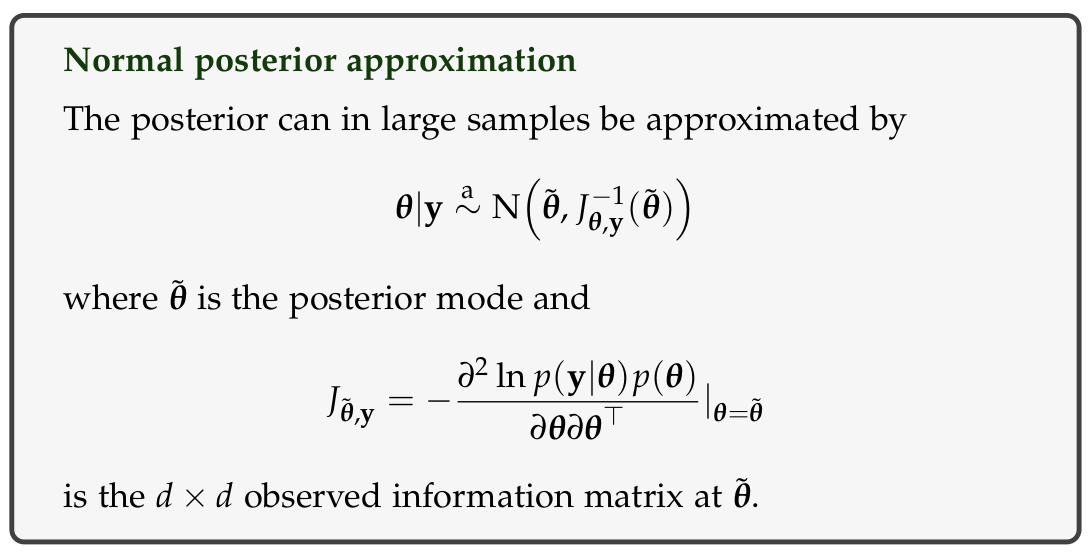 Normal posterior approximation
The posterior can in large samples be approximated by
$\boldsymbol{\theta}|\mathbf{y} \overset{\mathrm{a}}{\sim} \mathrm{N}\left(\tilde{\boldsymbol{\theta}}, J_{\boldsymbol{\theta},\mathbf{y}}^{-1}(\tilde{\boldsymbol{\theta}})\right)$
where $\tilde{\boldsymbol{\theta}}$ is the posterior mode and
$J_{\tilde{\boldsymbol{\theta}},\mathbf{y}} = -\frac{\partial^2 \ln p(\mathbf{y}|\boldsymbol{\theta})p(\boldsymbol{\theta})}{\partial\boldsymbol{\theta}\partial\boldsymbol{\theta}^\top}|_{\boldsymbol{\theta}=\tilde{\boldsymbol{\theta}}}$
is the $d \times d$ observed information matrix at $\tilde{\boldsymbol{\theta}}$.